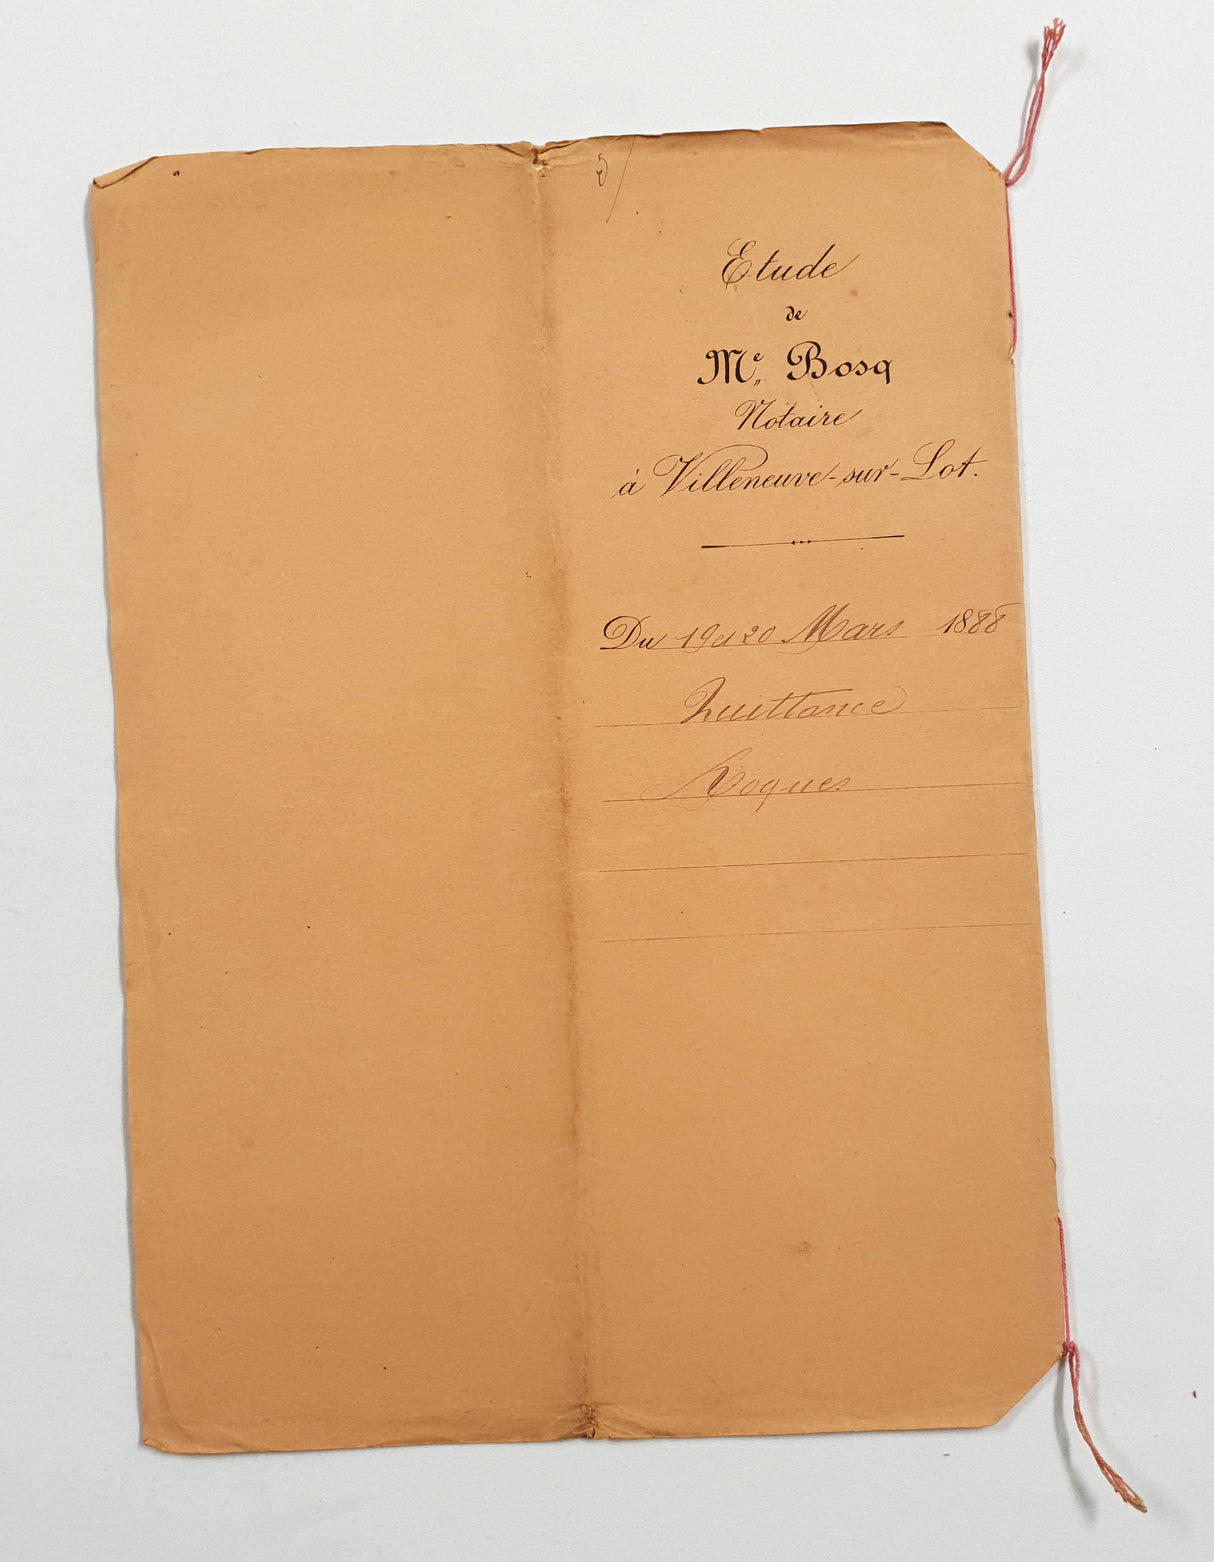 Etude
de
Me. Bosq
Notaire
à Villeneuve-sur-Lot.
Du 19 et 20 Mars 1888
Quittance
Roques